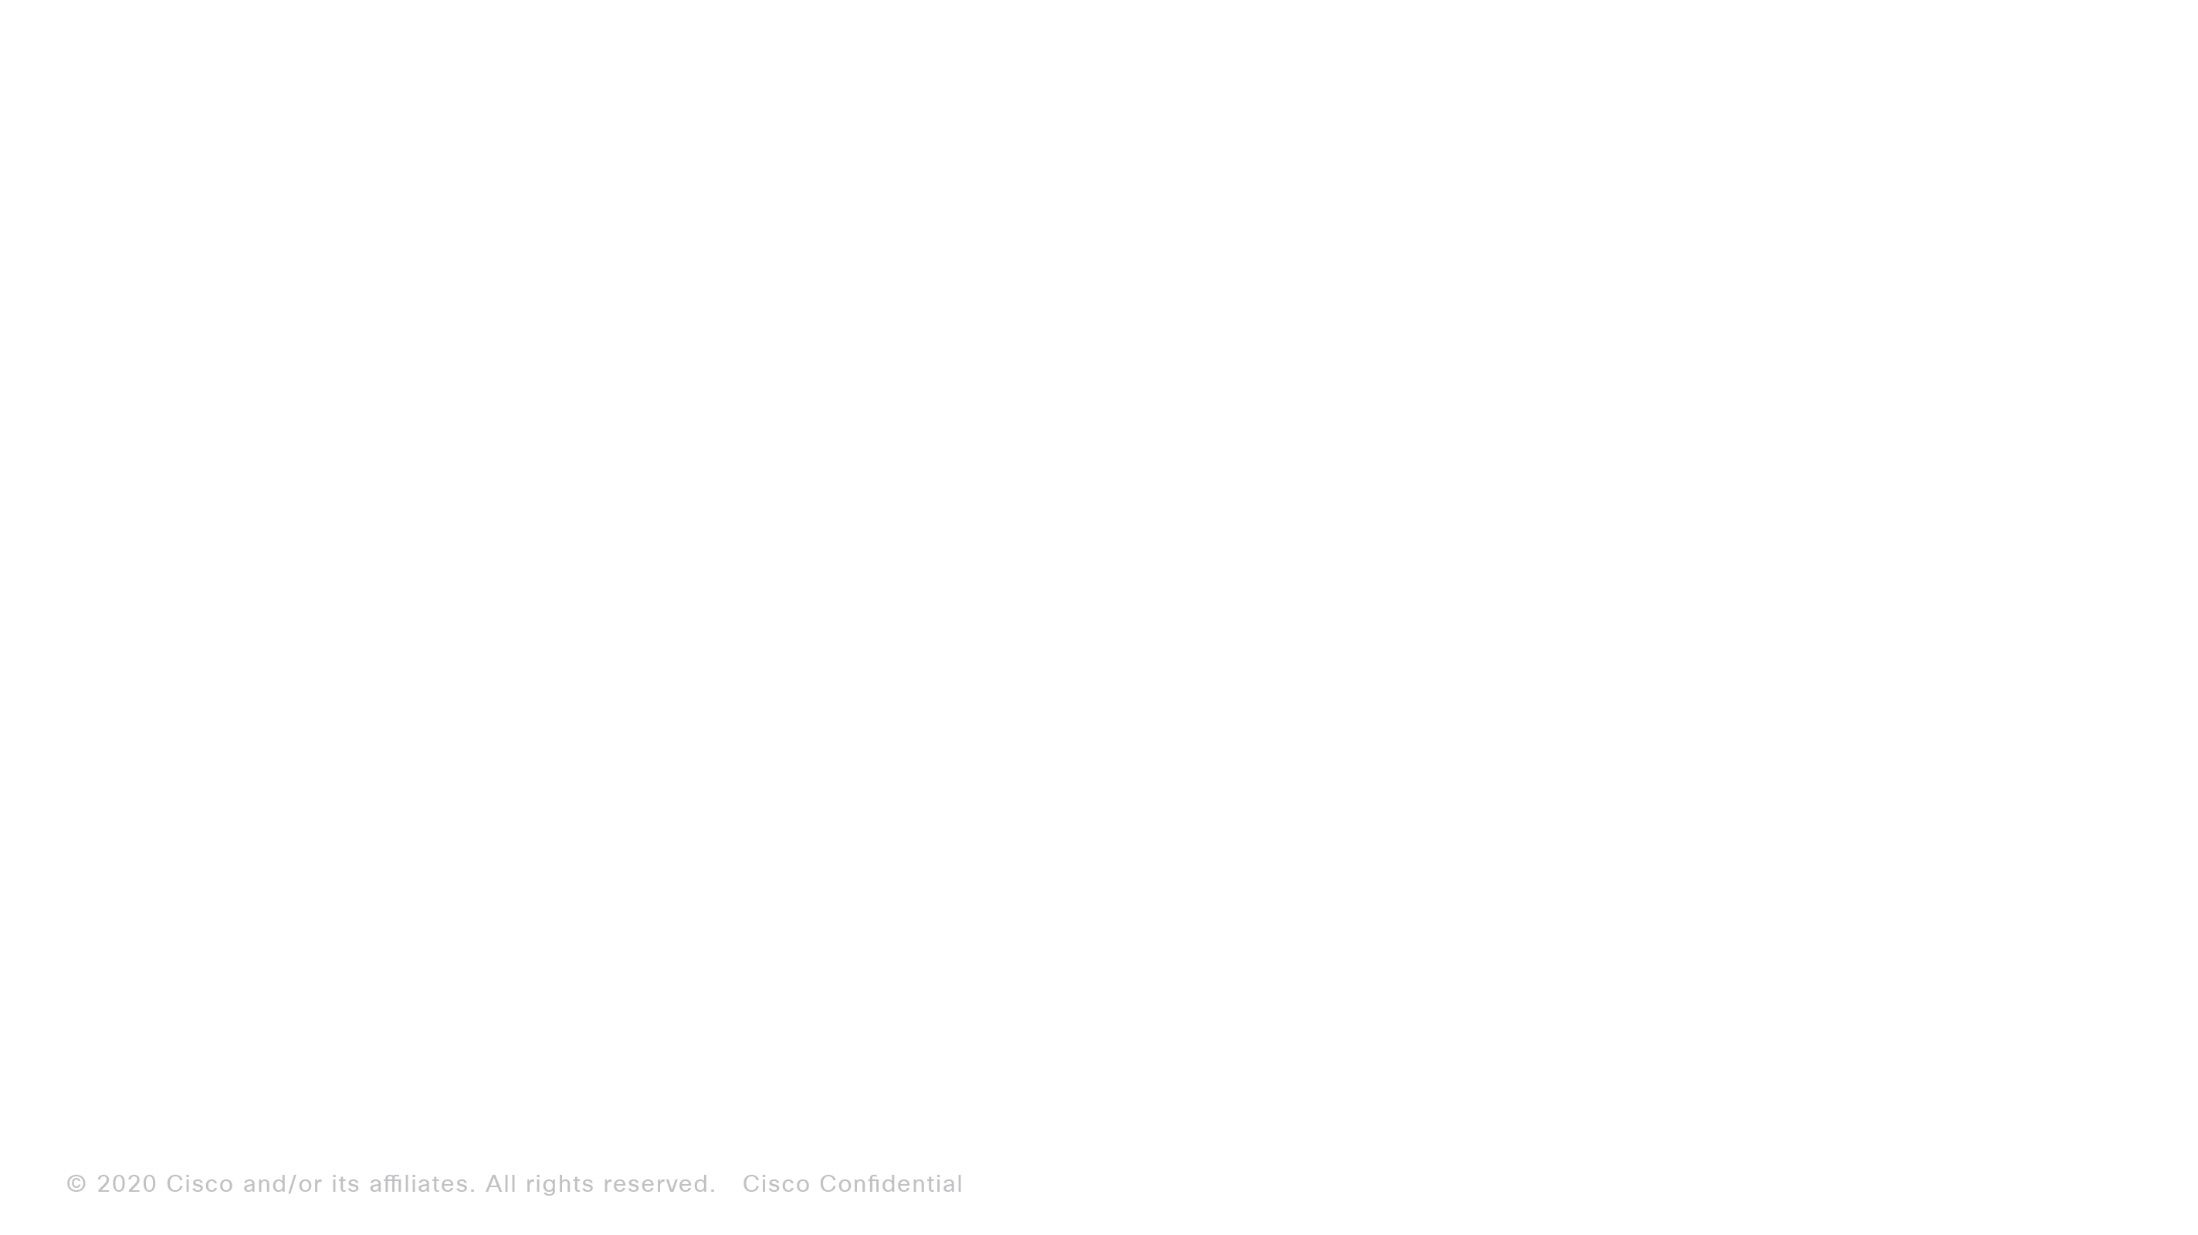 © 2020 Cisco and/or its affiliates. All rights reserved. Cisco Confidential